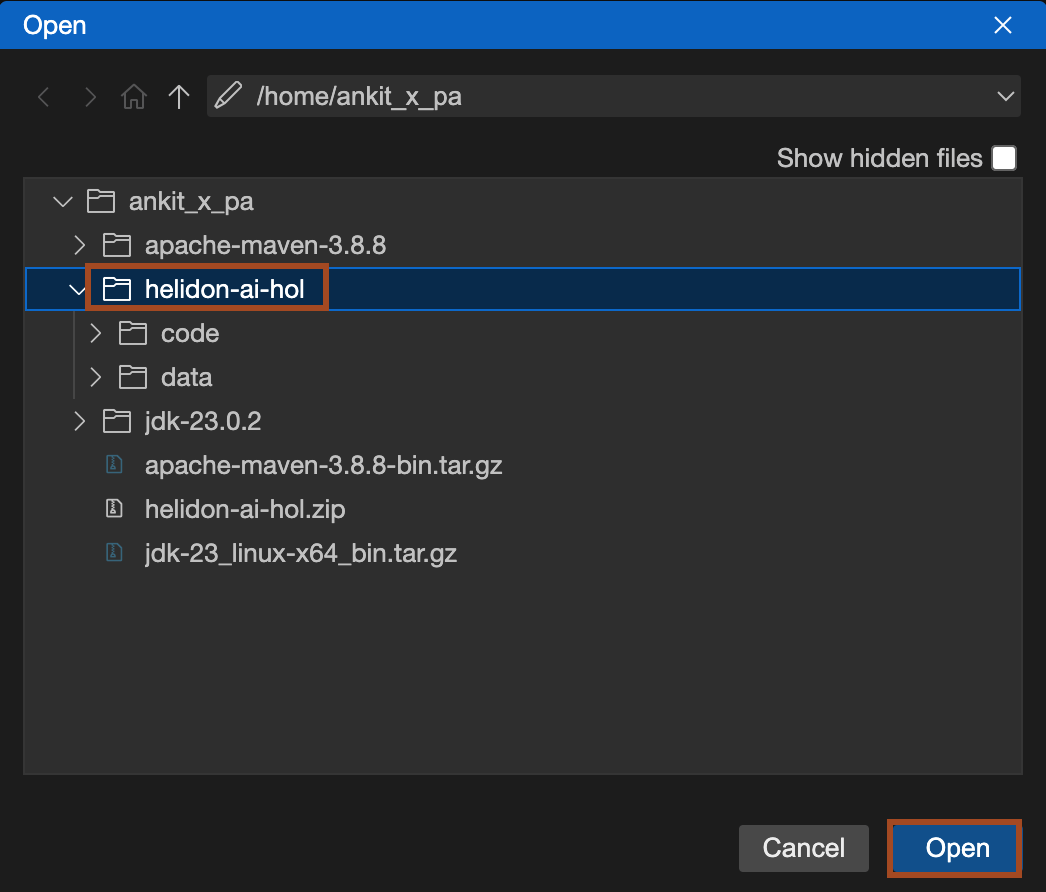 Open
/home/ankit_x_pa
Show hidden files
ankit_x_pa
apache-maven-3.8.8
helidon-ai-hol
code
data
jdk-23.0.2
apache-maven-3.8.8-bin.tar.gz
helidon-ai-hol.zip
jdk-23_linux-x64_bin.tar.gz
Cancel Open